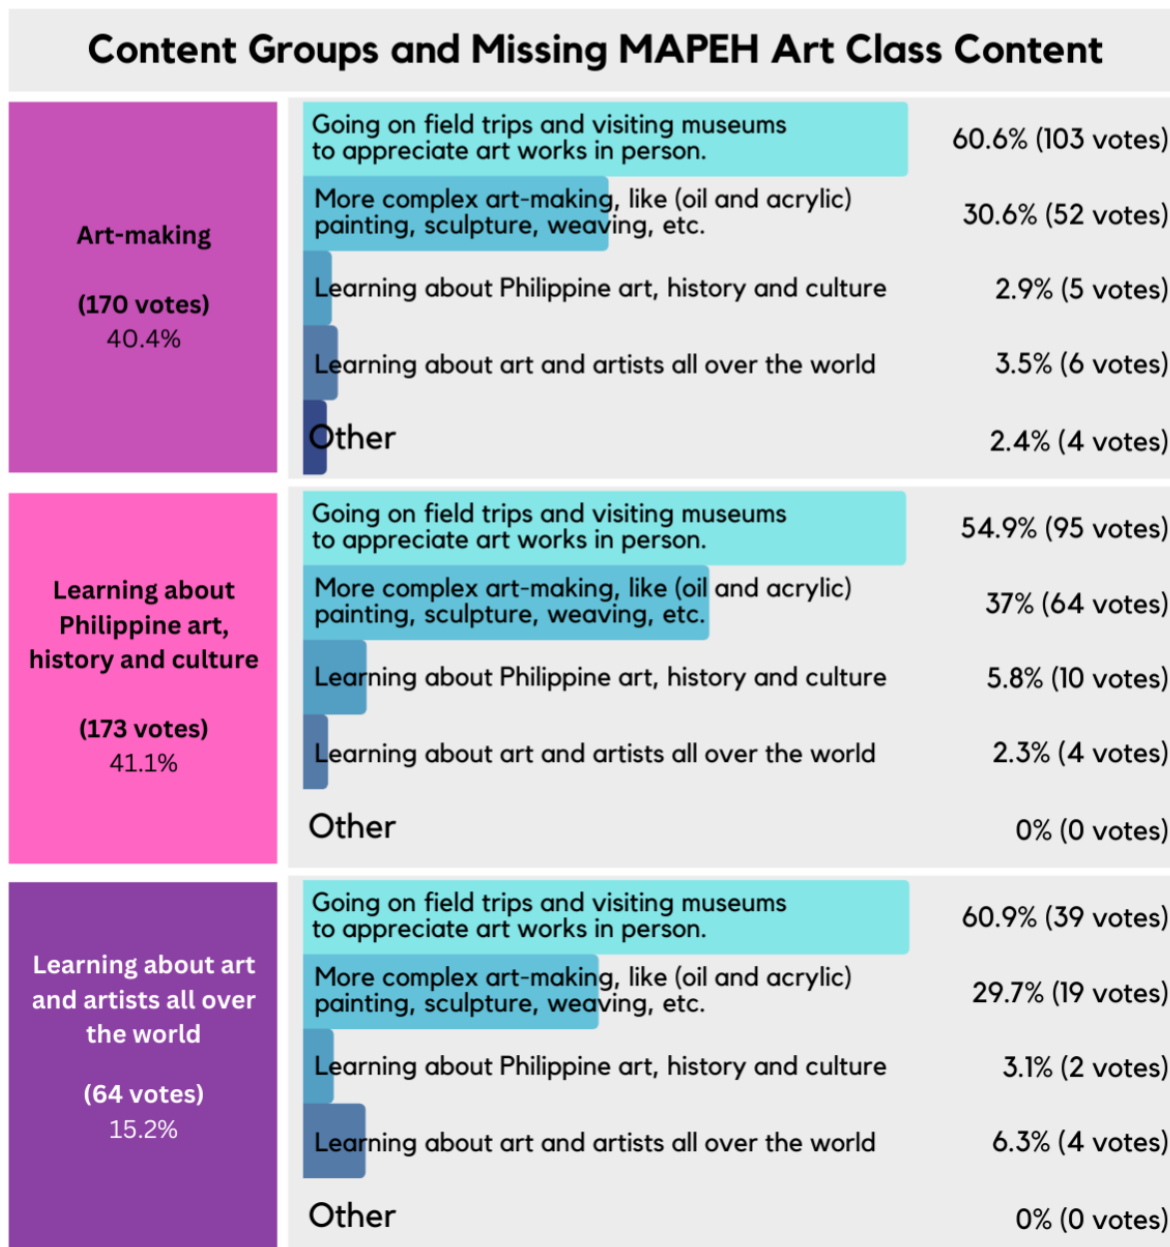 Content Groups and Missing MAPEH Art Class Content
Art-making
(170 votes)
40.4%
Going on field trips and visiting museums
to appreciate art works in person.
60.6% (103 votes)
More complex art-making, like (oil and acrylic)
painting, sculpture, weaving, etc.
30.6% (52 votes)
Learning about Philippine art, history and culture
2.9% (5 votes)
Learning about art and artists all over the world
3.5% (6 votes)
Other
2.4% (4 votes)
Learning about
Philippine art,
history and culture
(173 votes)
41.1%
Going on field trips and visiting museums
to appreciate art works in person.
54.9% (95 votes)
More complex art-making, like (oil and acrylic)
painting, sculpture, weaving, etc.
37% (64 votes)
Learning about Philippine art, history and culture
5.8% (10 votes)
Learning about art and artists all over the world
2.3% (4 votes)
Other
0% (0 votes)
Learning about art
and artists all over
the world
(64 votes)
15.2%
Going on field trips and visiting museums
to appreciate art works in person.
60.9% (39 votes)
More complex art-making, like (oil and acrylic)
painting, sculpture, weaving, etc.
29.7% (19 votes)
Learning about Philippine art, history and culture
3.1% (2 votes)
Learning about art and artists all over the world
6.3% (4 votes)
Other
0% (0 votes)